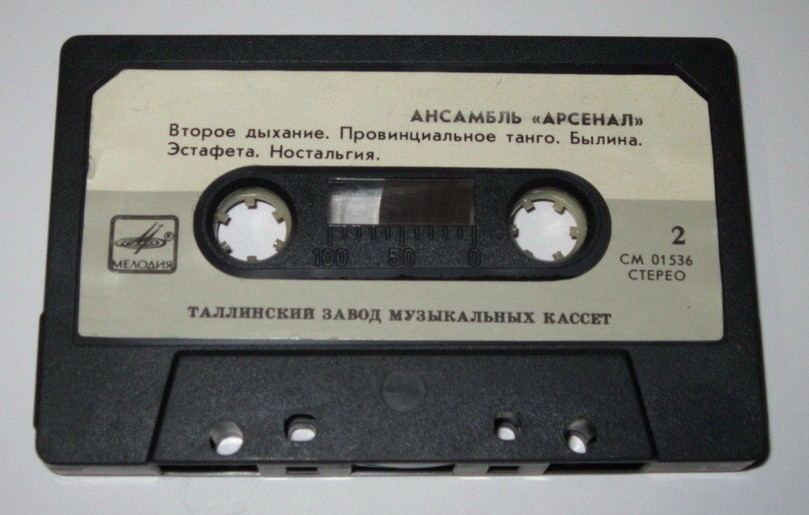 АНСАМБЛЬ «АРСЕНАЛ»
Второе дыхание. Провинциальное танго. Былина.
Эстафета. Ностальгия.
100 50 0
МЕЛОДИЯ ®
2
СМ 01536
СТЕРЕО
ТАЛЛИНСКИЙ ЗАВОД МУЗЫКАЛЬНЫХ КАССЕТ